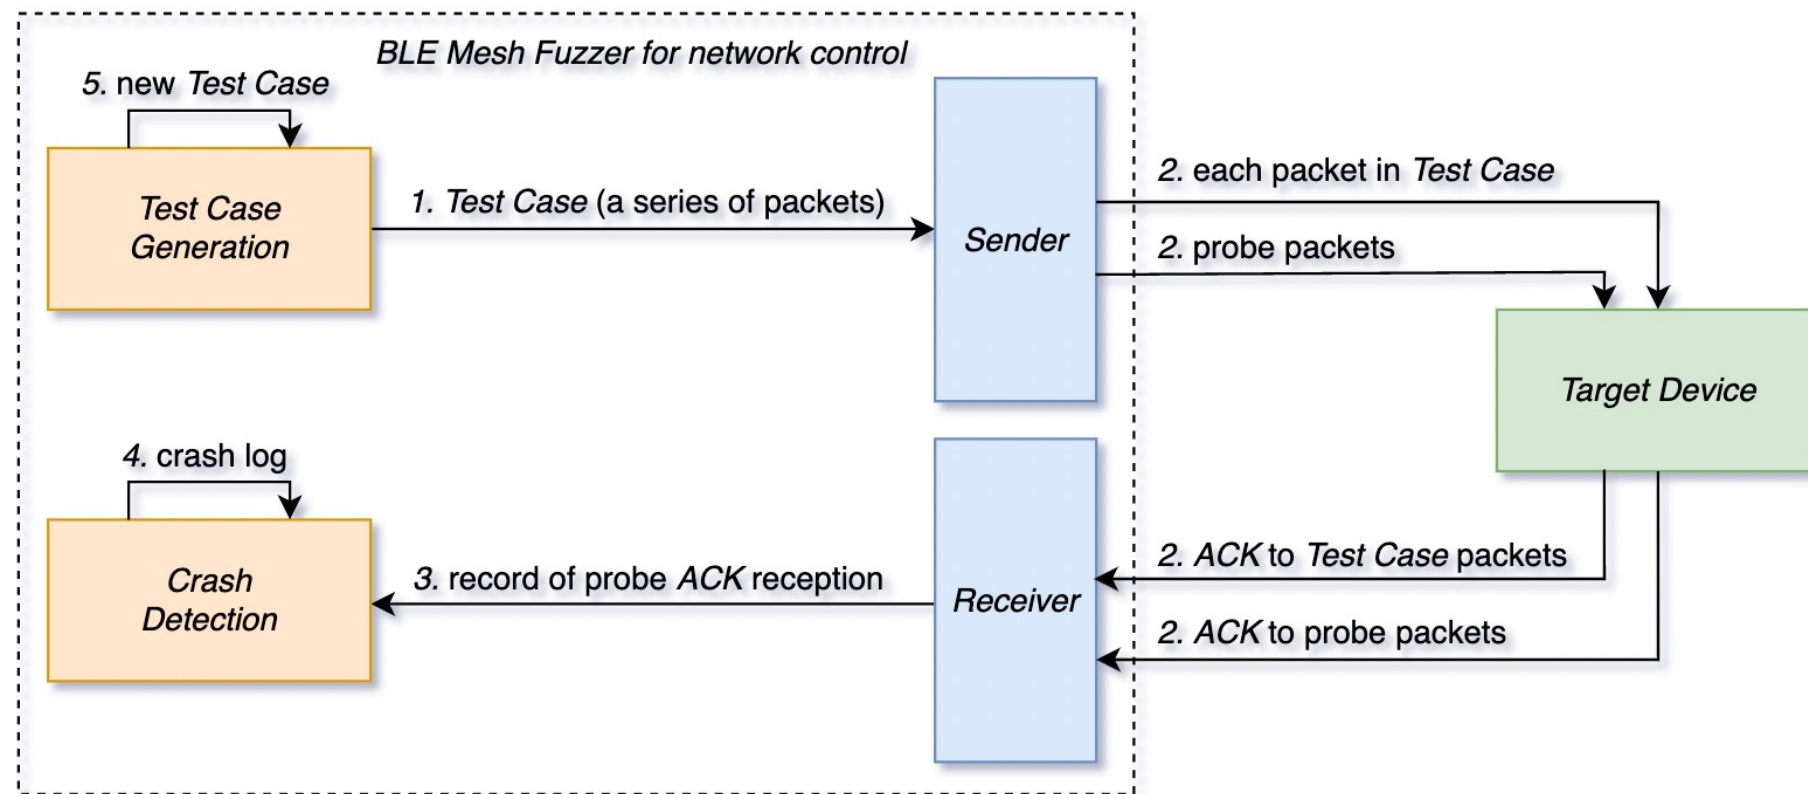 BLE Mesh Fuzzer for network control
5. new Test Case
Test Case
Generation
1. Test Case (a series of packets)
Sender
2. each packet in Test Case
2. probe packets
Target Device
4. crash log
Crash
Detection
3. record of probe ACK reception
Receiver
2. ACK to Test Case packets
2. ACK to probe packets